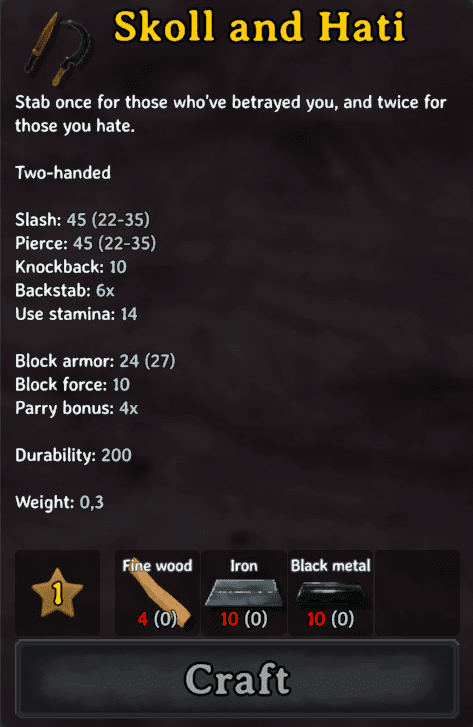 Skoll and Hati
Stab once for those who've betrayed you, and twice for
those you hate.
Two-handed
Slash: 45 (22-35)
Pierce: 45 (22-35)
Knockback: 10
Backstab: 6x
Use stamina: 14
Block armor: 24 (27)
Block force: 10
Parry bonus: 4x
Durability: 200
Weight: 0,3
1
Fine wood
4 (0)
Iron
10 (0)
Black metal
10 (0)
Craft